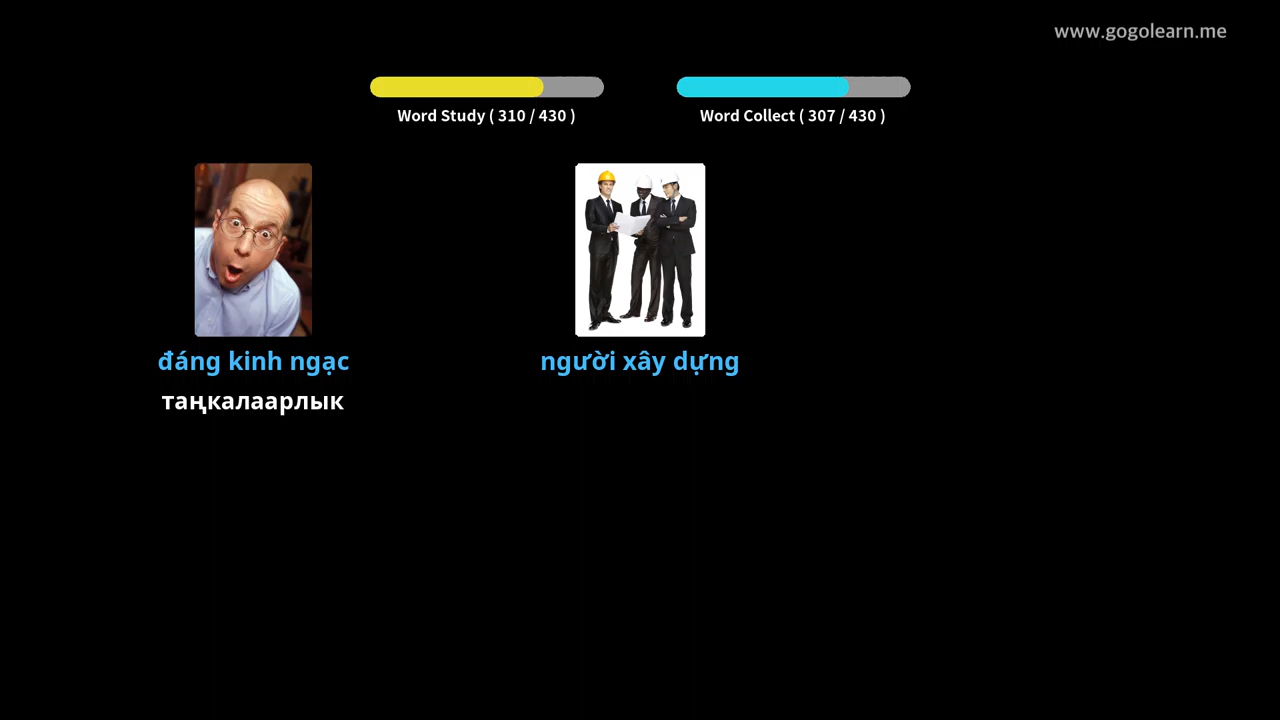 www.gogolearn.me
Word Study ( 310 / 430 )
Word Collect ( 307 / 430 )
đáng kinh ngạc
người xây dựng
таңкалаарлык